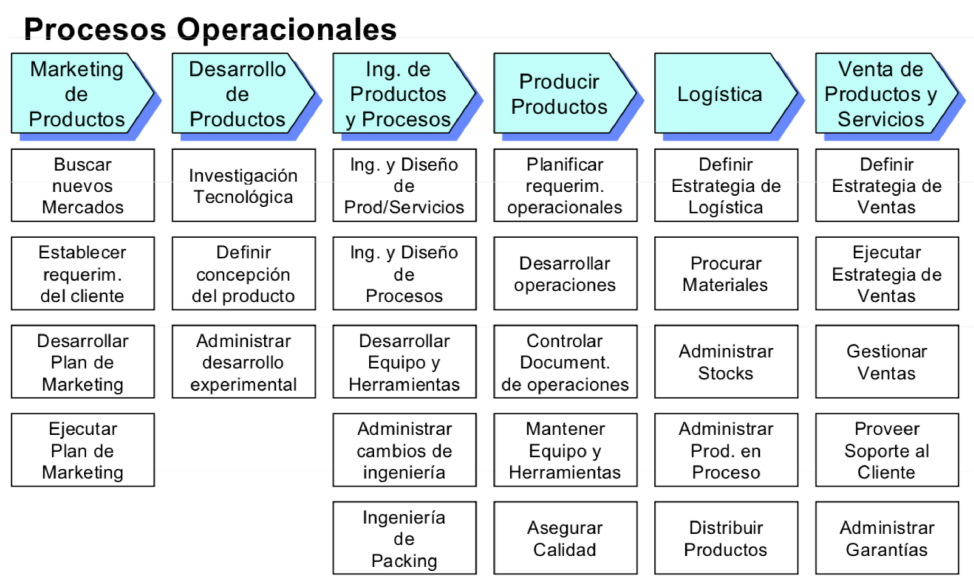 Procesos Operacionales
Marketing
de
Productos
Desarrollo
de
Productos
Ing. de
Productos
y Procesos
Producir
Productos
Logística
Venta de
Productos y
Servicios
Buscar
nuevos
Mercados
Investigación
Tecnológica
Ing. y Diseño
de
Prod/Servicios
Planificar
requerim.
operacionales
Definir
Estrategia de
Logística
Definir
Estrategia de
Ventas
Establecer
requerim.
del cliente
Definir
concepción
del producto
Ing. y Diseño
de
Procesos
Desarrollar
operaciones
Procurar
Materiales
Ejecutar
Estrategia de
Ventas
Desarrollar
Plan de
Marketing
Administrar
desarrollo
experimental
Desarrollar
Equipo y
Herramientas
Controlar
Document.
de operaciones
Administrar
Stocks
Gestionar
Ventas
Ejecutar
Plan de
Marketing
Administrar
cambios de
ingeniería
Mantener
Equipo y
Herramientas
Administrar
Prod. en
Proceso
Proveer
Soporte al
Cliente
Ingeniería
de
Packing
Asegurar
Calidad
Distribuir
Productos
Administrar
Garantías